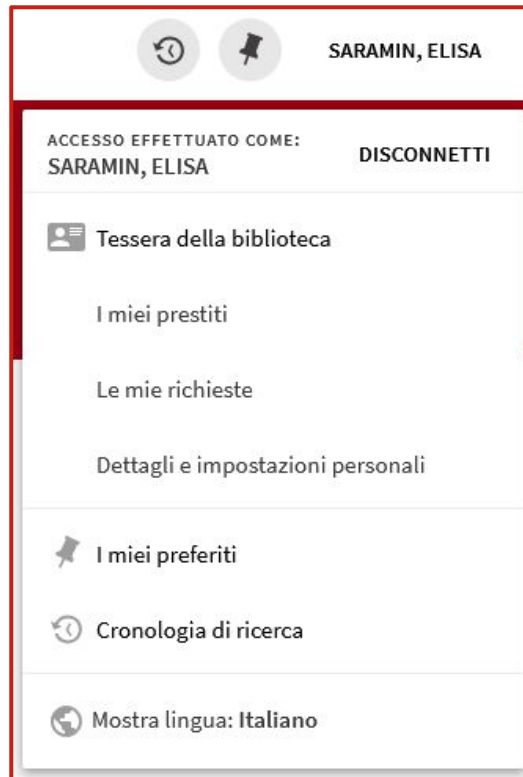 SARAMIN, ELISA
ACCESSO EFFETTUATO COME:
SARAMIN, ELISA
DISCONNETTI
Tessera della biblioteca
I miei prestiti
Le mie richieste
Dettagli e impostazioni personali
I miei preferiti
Cronologia di ricerca
Mostra lingua: Italiano